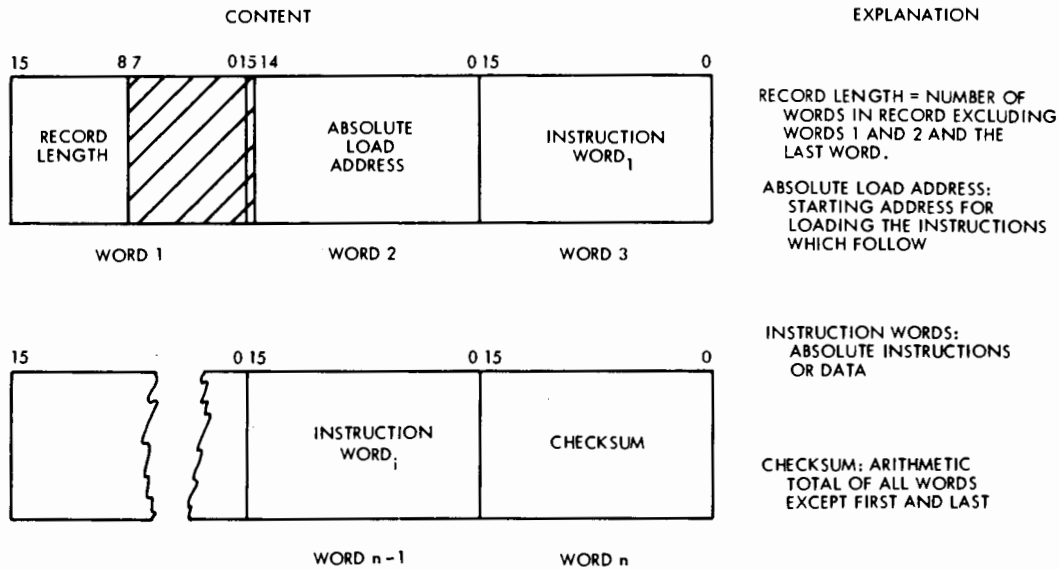 CONTENT
EXPLANATION
15 8 7 0 15 14 0 15 0
RECORD LENGTH
ABSOLUTE LOAD ADDRESS
INSTRUCTION WORD1
WORD 1 WORD 2 WORD 3
RECORD LENGTH = NUMBER OF
WORDS IN RECORD EXCLUDING
WORDS 1 AND 2 AND THE
LAST WORD.
ABSOLUTE LOAD ADDRESS:
STARTING ADDRESS FOR
LOADING THE INSTRUCTIONS
WHICH FOLLOW
15 0 15 0 15 0
INSTRUCTION WORDi
CHECKSUM
WORD n-1 WORD n
INSTRUCTION WORDS:
ABSOLUTE INSTRUCTIONS
OR DATA
CHECKSUM: ARITHMETIC
TOTAL OF ALL WORDS
EXCEPT FIRST AND LAST